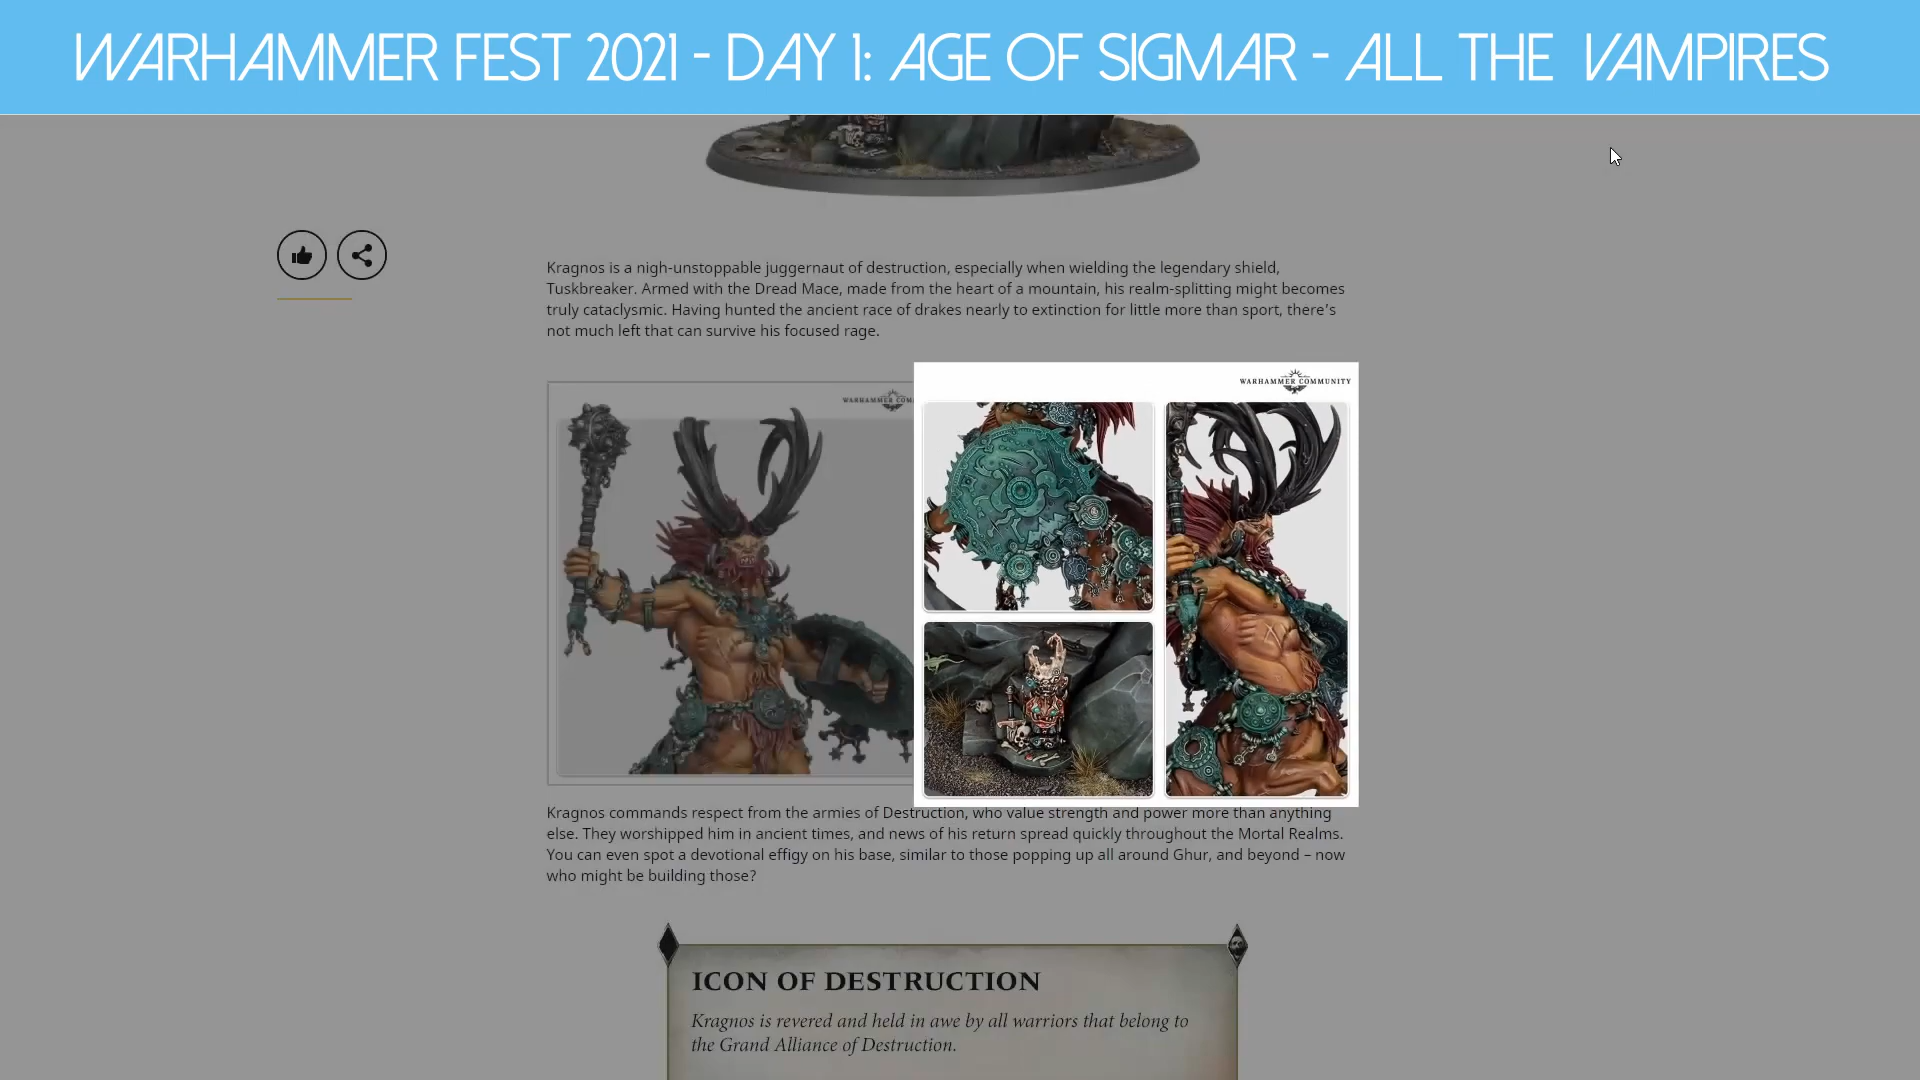 WARHAMMER FEST 2021 - DAY 1: AGE OF SIGMAR - ALL THE VAMPIRES
Kragnos is a nigh-unstoppable juggernaut of destruction, especially when wielding the legendary shield,
Tuskbreaker. Armed with the Dread Mace, made from the heart of a mountain, his realm-splitting might becomes
truly cataclysmic. Having hunted the ancient race of drakes nearly to extinction for little more than sport, there's
not much left that can survive his focused rage.
WARHAMMER COM
WARHAMMER COMMUNITY
Kragnos commands respect from the armies of Destruction, who value strength and power more than anything
else. They worshipped him in ancient times, and news of his return spread quickly throughout the Mortal Realms.
You can even spot a devotional effigy on his base, similar to those popping up all around Ghur, and beyond – now
who might be building those?
ICON OF DESTRUCTION
Kragnos is revered and held in awe by all warriors that belong to
the Grand Alliance of Destruction.